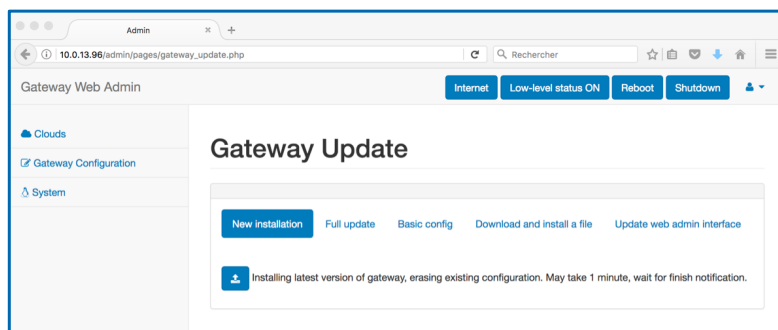 Admin
10.0.13.96/admin/pages/gateway_update.php
Rechercher
Gateway Web Admin
Internet
Low-level status ON
Reboot
Shutdown
Clouds
Gateway Configuration
System
Gateway Update
New installation
Full update
Basic config
Download and install a file
Update web admin interface
Installing latest version of gateway, erasing existing configuration. May take 1 minute, wait for finish notification.